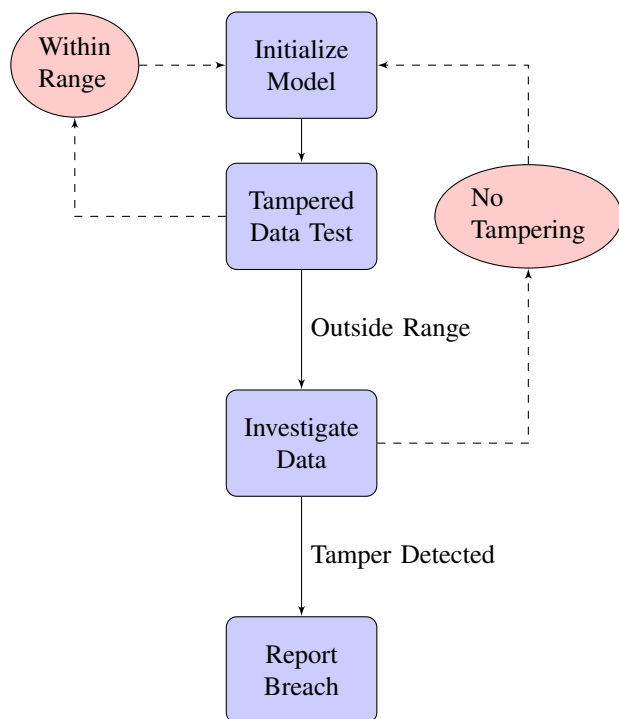 Within
Range
Initialize
Model
Tampered
Data Test
No
Tampering
Outside Range
Investigate
Data
Tamper Detected
Report
Breach